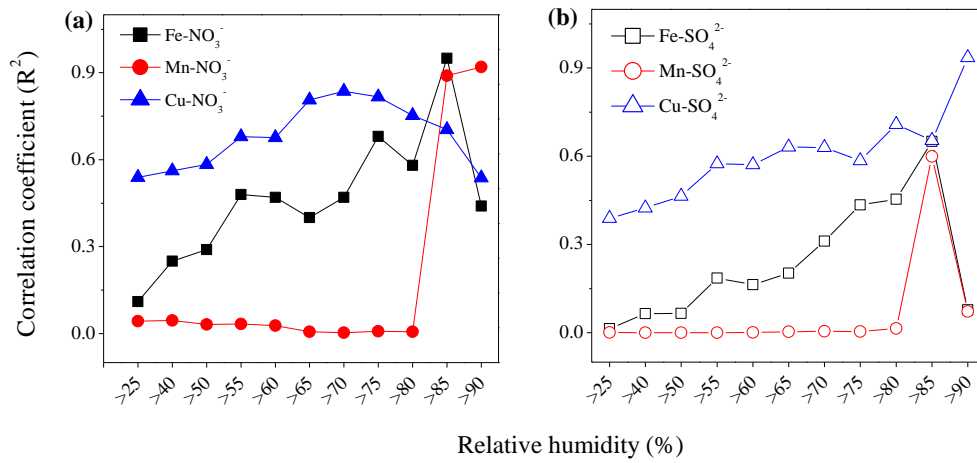 (a)
Fe-NO₃⁻
Mn-NO₃⁻
Cu-NO₃⁻
0.9
0.6
0.3
0.0
Correlation coefficient (R²)
>25 >40 >50 >55 >60 >65 >70 >75 >80 >85 >90
(b)
Fe-SO₄²⁻
Mn-SO₄²⁻
Cu-SO₄²⁻
0.9
0.6
0.3
0.0
>25 >40 >50 >55 >60 >65 >70 >75 >80 >85 >90
Relative humidity (%)